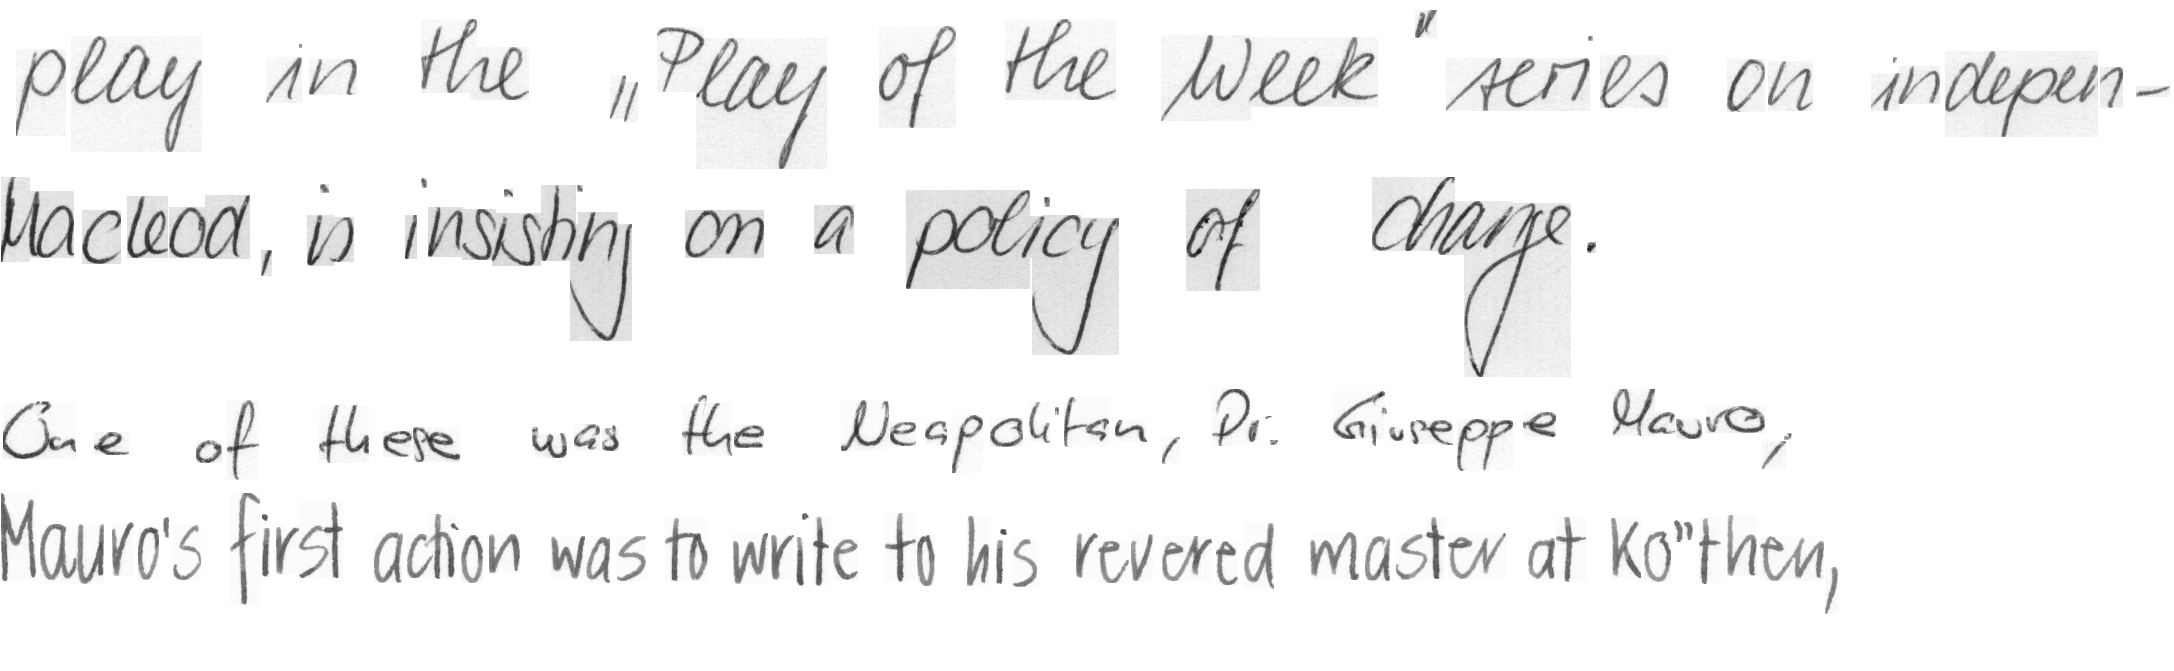 play in the „Play of the Week" series on indepen-
Macleod, is insisting on a policy of change.
One of these was the Neapolitan, Dr. Giuseppe Mauro,
Mauro's first action was to write to his revered master at Ko"then,